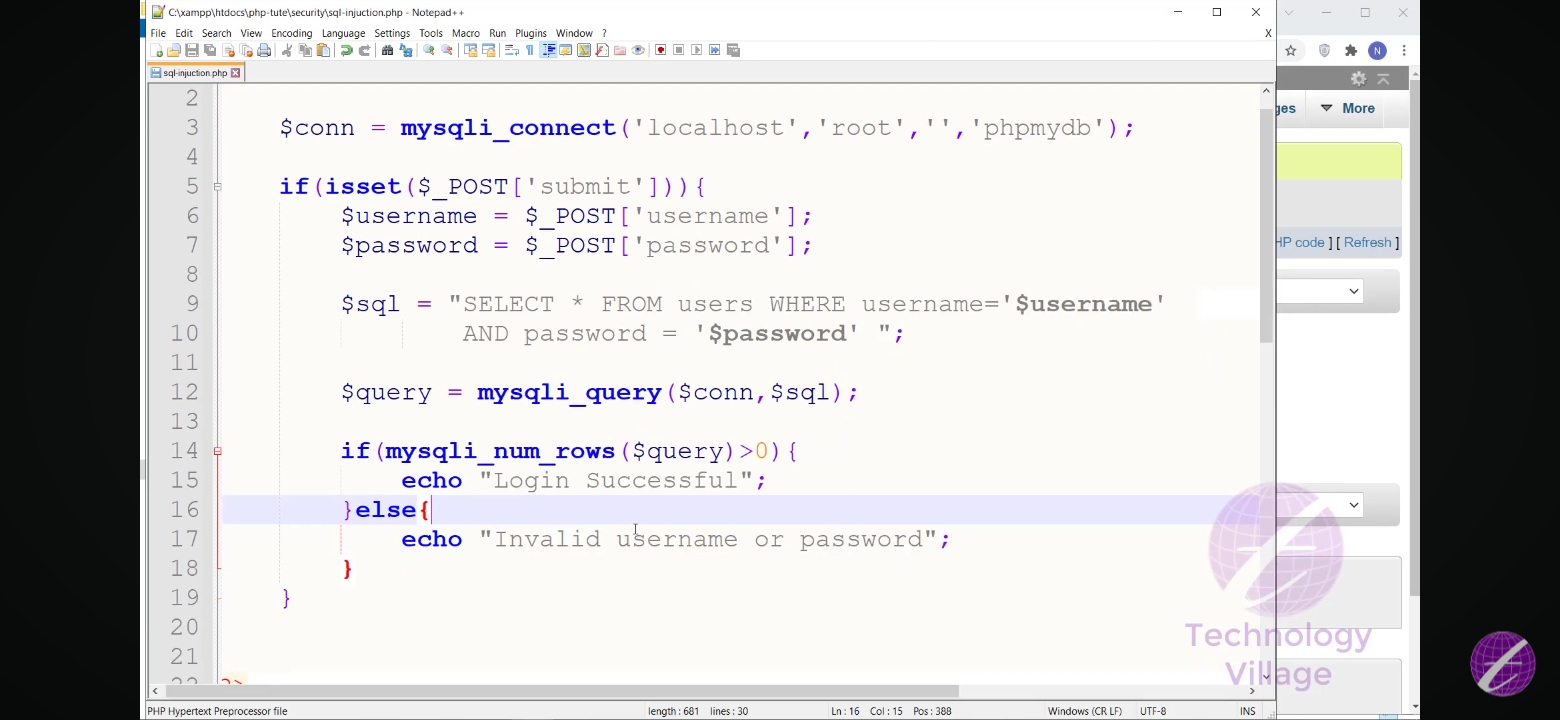 C:\xampp\htdocs\php-tute\security\sql-injuction.php - Notepad++
File Edit Search View Encoding Language Settings Tools Macro Run Plugins Window ? X
sql-injuction.php
2
3 $conn = mysqli_connect('localhost','root','','phpmydb');
4
5 if(isset($_POST['submit'])){
6 $username = $_POST['username'];
7 $password = $_POST['password'];
8
9 $sql = "SELECT * FROM users WHERE username='$username'
10 AND password = '$password' ";
11
12 $query = mysqli_query($conn,$sql);
13
14 if(mysqli_num_rows($query)>0){
15 echo "Login Successful";
16 }else{
17 echo "Invalid username or password";
18 }
19 }
20
21
22 ?>
PHP Hypertext Preprocessor file length : 681 lines : 30 Ln : 16 Col : 15 Pos : 388 Windows (CR LF) UTF-8 INS
N
ges More
HP code ] [ Refresh ]
Technology
Village